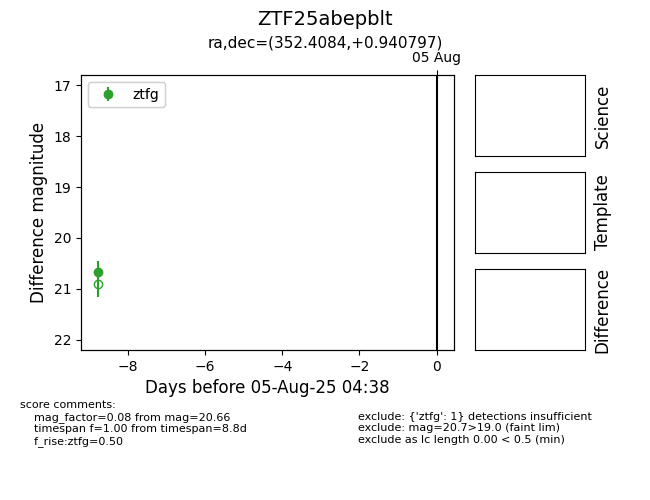 ZTF25abepblt
ra,dec=(352.4084,+0.940797)
05 Aug
ztfg
17
18
19
20
21
22
Difference magnitude
−8
−6
−4
−2
0
Days before 05-Aug-25 04:38
Science
Template
Difference
score comments:
mag_factor=0.08 from mag=20.66
timespan f=1.00 from timespan=8.8d
f_rise:ztfg=0.50
exclude: {'ztfg': 1} detections insufficient
exclude: mag=20.7>19.0 (faint lim)
exclude as lc length 0.00 < 0.5 (min)